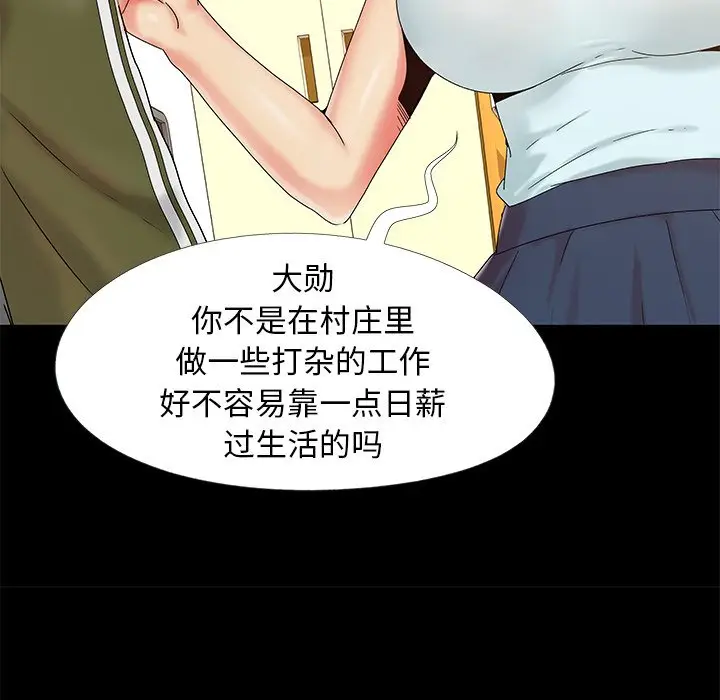 大勋
你不是在村庄里
做一些打杂的工作
好不容易靠一点日薪
过生活的吗